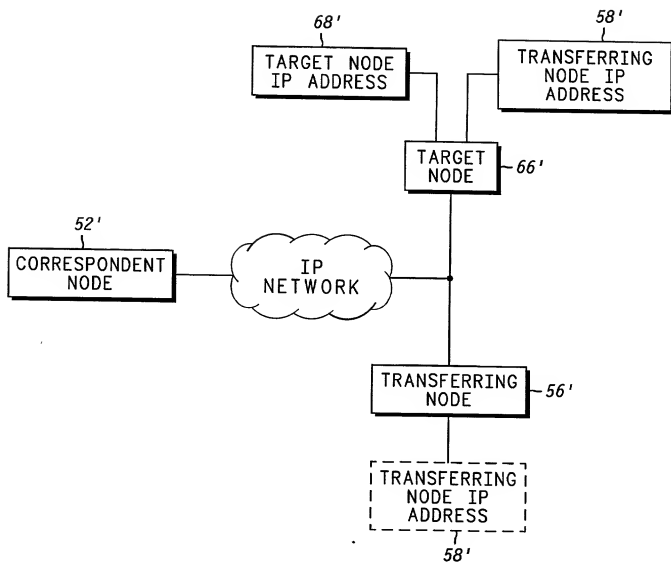 68'
58'
TARGET NODE
IP ADDRESS
TRANSFERRING
NODE IP
ADDRESS
TARGET
NODE
66'
52'
CORRESPONDENT
NODE
IP
NETWORK
TRANSFERRING
NODE
56'
TRANSFERRING
NODE IP
ADDRESS
58'